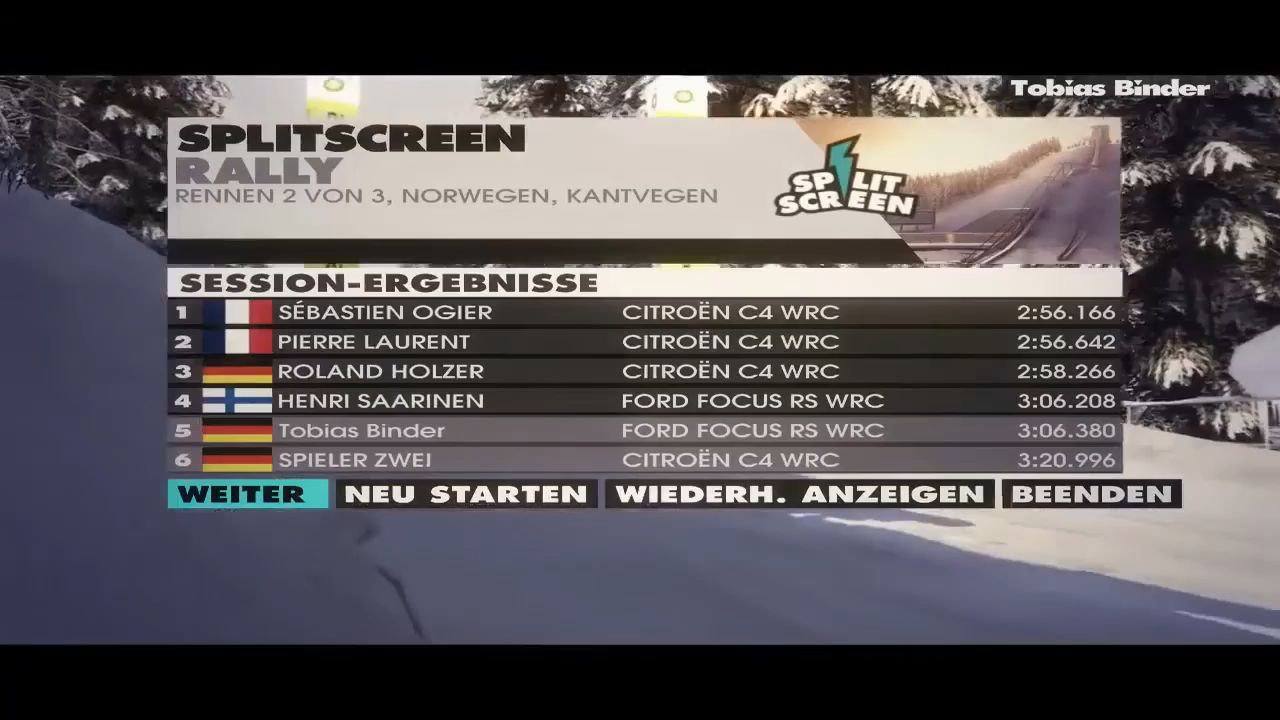 Tobias Binder
SPLITSCREEN
RALLY
RENNEN 2 VON 3, NORWEGEN, KANTVEGEN
SPLIT
SCREEN
SESSION-ERGEBNISSE
1 SÉBASTIEN OGIER CITROËN C4 WRC 2:56.166
2 PIERRE LAURENT CITROËN C4 WRC 2:56.642
3 ROLAND HOLZER CITROËN C4 WRC 2:58.266
4 HENRI SAARINEN FORD FOCUS RS WRC 3:06.208
5 Tobias Binder FORD FOCUS RS WRC 3:06.380
6 SPIELER ZWEI CITROËN C4 WRC 3:20.996
WEITER NEU STARTEN WIEDERH. ANZEIGEN BEENDEN